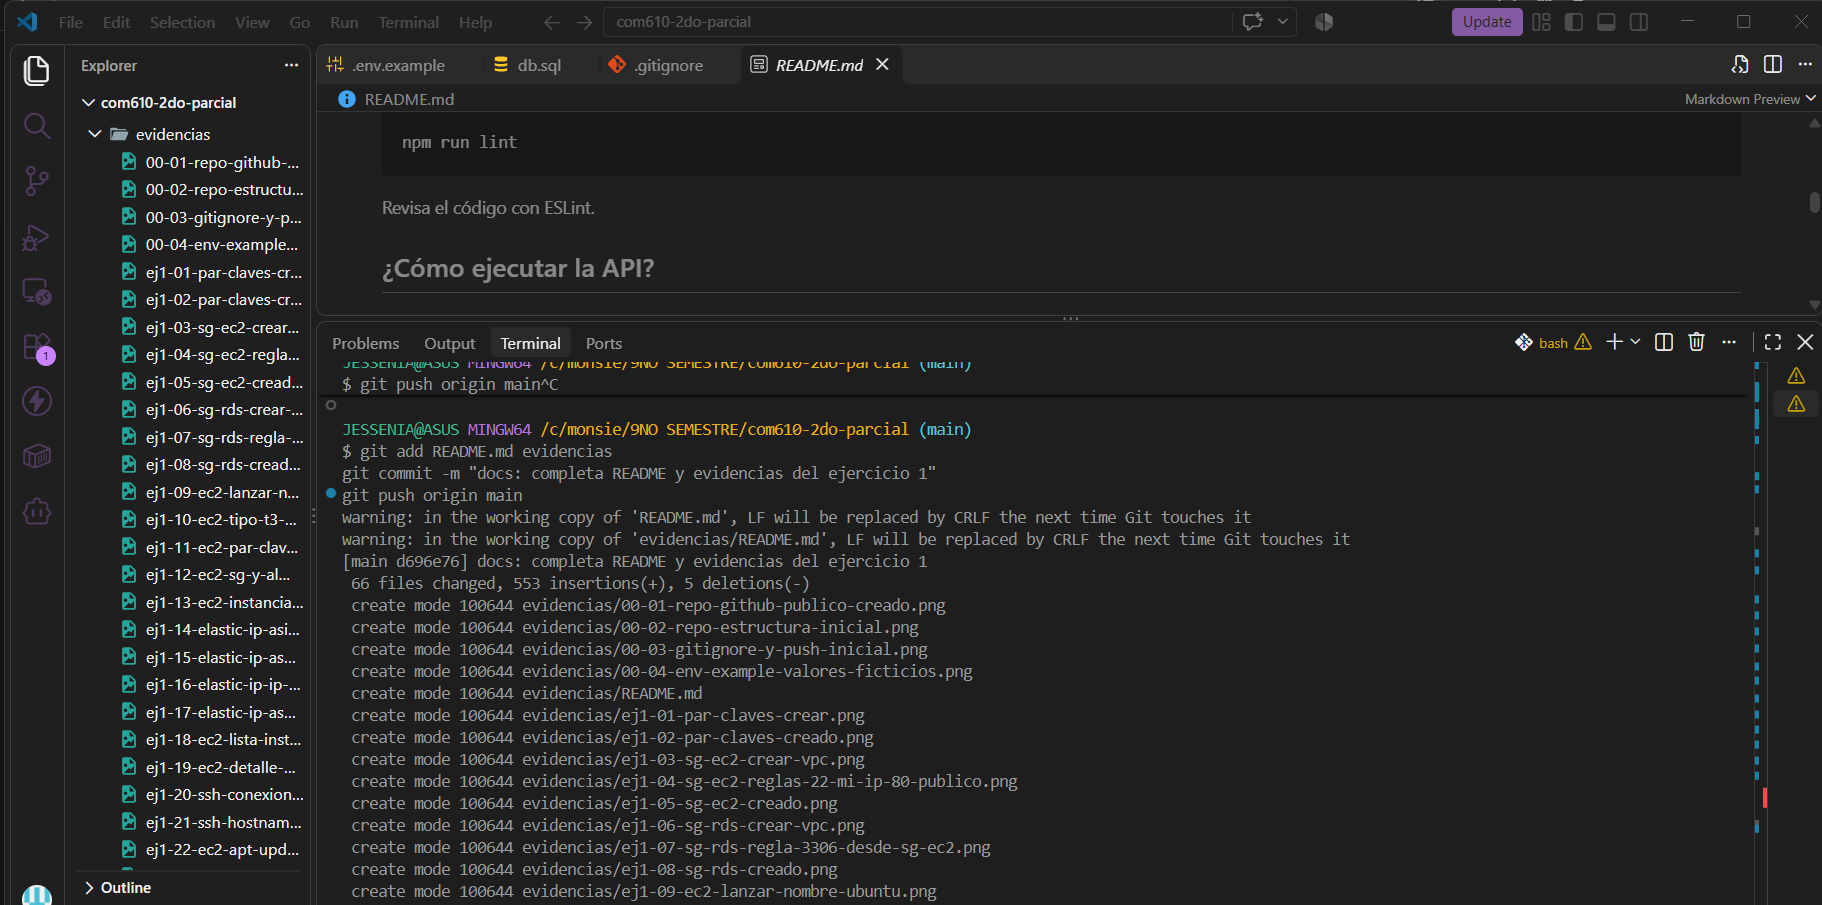 File Edit Selection View Go Run Terminal Help
com610-2do-parcial
Update
Explorer
com610-2do-parcial
evidencias
00-01-repo-github-...
00-02-repo-estructu...
00-03-gitignore-y-p...
00-04-env-example...
ej1-01-par-claves-cr...
ej1-02-par-claves-cr...
ej1-03-sg-ec2-crear...
ej1-04-sg-ec2-regla...
ej1-05-sg-ec2-cread...
ej1-06-sg-rds-crear-...
ej1-07-sg-rds-regla-...
ej1-08-sg-rds-cread...
ej1-09-ec2-lanzar-n...
ej1-10-ec2-tipo-t3-...
ej1-11-ec2-par-clav...
ej1-12-ec2-sg-y-al...
ej1-13-ec2-instancia...
ej1-14-elastic-ip-asi...
ej1-15-elastic-ip-as...
ej1-16-elastic-ip-ip-...
ej1-17-elastic-ip-as...
ej1-18-ec2-lista-inst...
ej1-19-ec2-detalle-...
ej1-20-ssh-conexion...
ej1-21-ssh-hostnam...
ej1-22-ec2-apt-upd...
Outline
1
.env.example db.sql .gitignore README.md
README.md
Markdown Preview
npm run lint
Revisa el código con ESLint.
¿Cómo ejecutar la API?
Problems Output Terminal Ports
bash
JESSENIA@ASUS MINGW64 /c/monsie/9NO SEMESTRE/com610-2do-parcial (main)
$ git push origin main^C
JESSENIA@ASUS MINGW64 /c/monsie/9NO SEMESTRE/com610-2do-parcial (main)
$ git add README.md evidencias
git commit -m "docs: completa README y evidencias del ejercicio 1"
git push origin main
warning: in the working copy of 'README.md', LF will be replaced by CRLF the next time Git touches it
warning: in the working copy of 'evidencias/README.md', LF will be replaced by CRLF the next time Git touches it
[main d696e76] docs: completa README y evidencias del ejercicio 1
66 files changed, 553 insertions(+), 5 deletions(-)
create mode 100644 evidencias/00-01-repo-github-publico-creado.png
create mode 100644 evidencias/00-02-repo-estructura-inicial.png
create mode 100644 evidencias/00-03-gitignore-y-push-inicial.png
create mode 100644 evidencias/00-04-env-example-valores-ficticios.png
create mode 100644 evidencias/README.md
create mode 100644 evidencias/ej1-01-par-claves-crear.png
create mode 100644 evidencias/ej1-02-par-claves-creado.png
create mode 100644 evidencias/ej1-03-sg-ec2-crear-vpc.png
create mode 100644 evidencias/ej1-04-sg-ec2-reglas-22-mi-ip-80-publico.png
create mode 100644 evidencias/ej1-05-sg-ec2-creado.png
create mode 100644 evidencias/ej1-06-sg-rds-crear-vpc.png
create mode 100644 evidencias/ej1-07-sg-rds-regla-3306-desde-sg-ec2.png
create mode 100644 evidencias/ej1-08-sg-rds-creado.png
create mode 100644 evidencias/ej1-09-ec2-lanzar-nombre-ubuntu.png